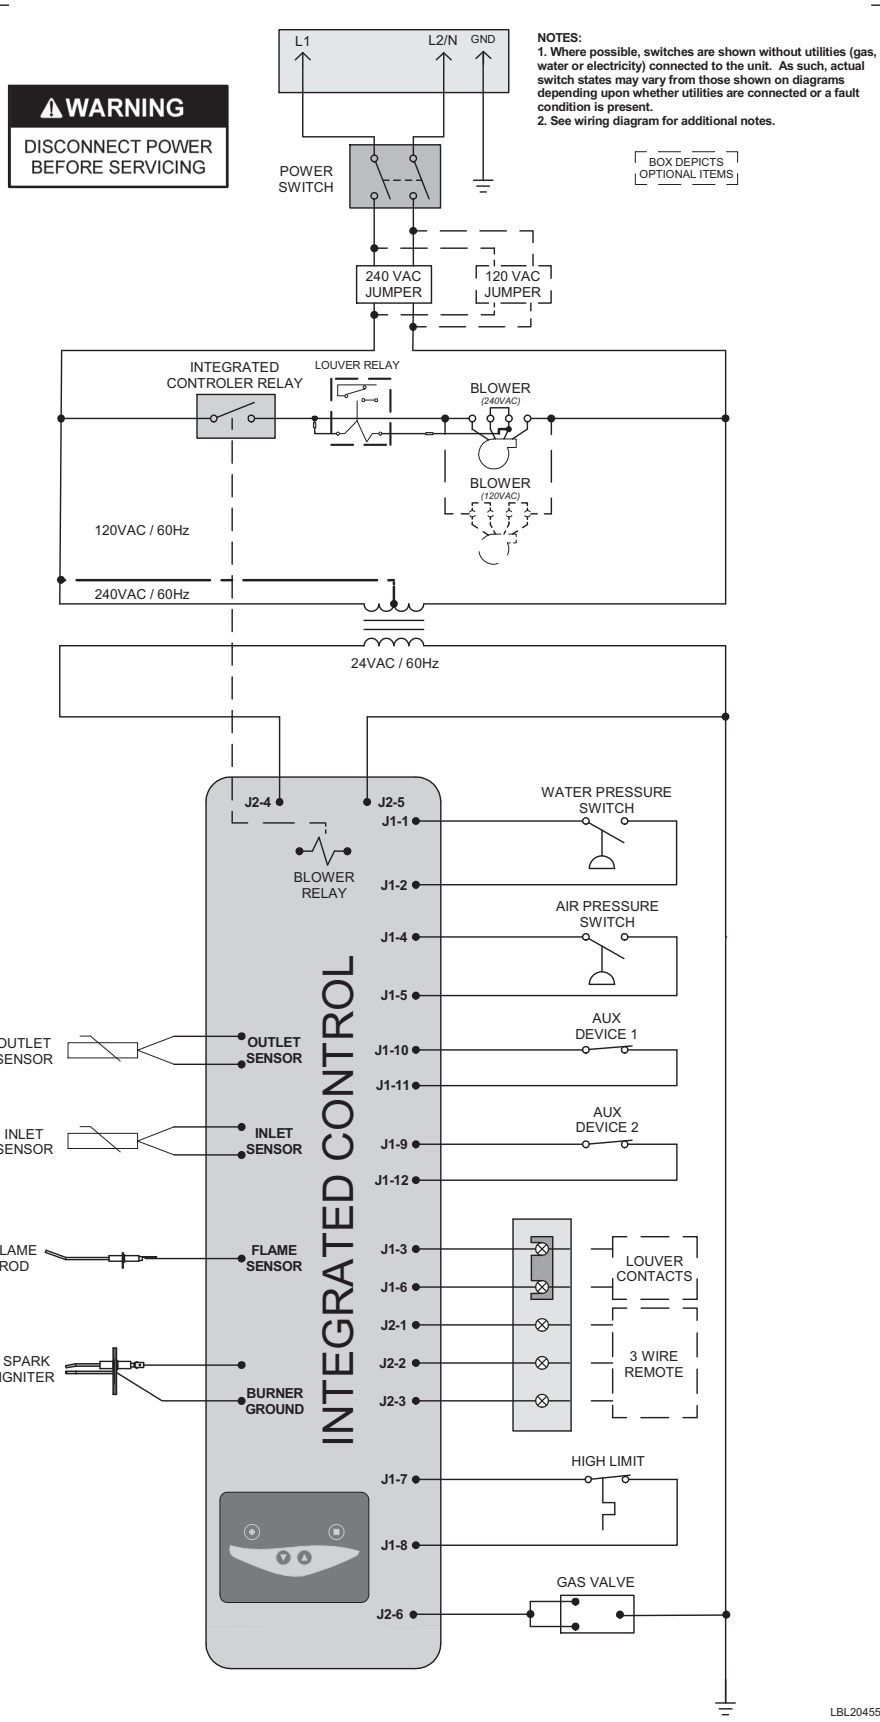 L1
L2/N
GND
NOTES:
1. Where possible, switches are shown without utilities (gas,
water or electricity) connected to the unit.  As such, actual
switch states may vary from those shown on diagrams
depending upon whether utilities are connected or a fault
condition is present.
2. See wiring diagram for additional notes.
WARNING
DISCONNECT POWER
BEFORE SERVICING
BOX DEPICTS
OPTIONAL ITEMS
POWER
SWITCH
240 VAC
JUMPER
120 VAC
JUMPER
INTEGRATED
CONTROLER RELAY
LOUVER RELAY
BLOWER
(240VAC)
BLOWER
(120VAC)
120VAC / 60Hz
240VAC / 60Hz
24VAC / 60Hz
J2-4
J2-5
J1-1
WATER PRESSURE
SWITCH
BLOWER
RELAY
J1-2
AIR PRESSURE
SWITCH
J1-4
J1-5
INTEGRATED CONTROL
OUTLET
SENSOR
OUTLET
SENSOR
AUX
DEVICE 1
J1-10
J1-11
INLET
SENSOR
INLET
SENSOR
AUX
DEVICE 2
J1-9
J1-12
LAME
ROD
FLAME
SENSOR
J1-3
J1-6
LOUVER
CONTACTS
J2-1
J2-2
J2-3
3 WIRE
REMOTE
SPARK
IGNITER
BURNER
GROUND
HIGH LIMIT
J1-7
J1-8
GAS VALVE
J2-6
LBL20455